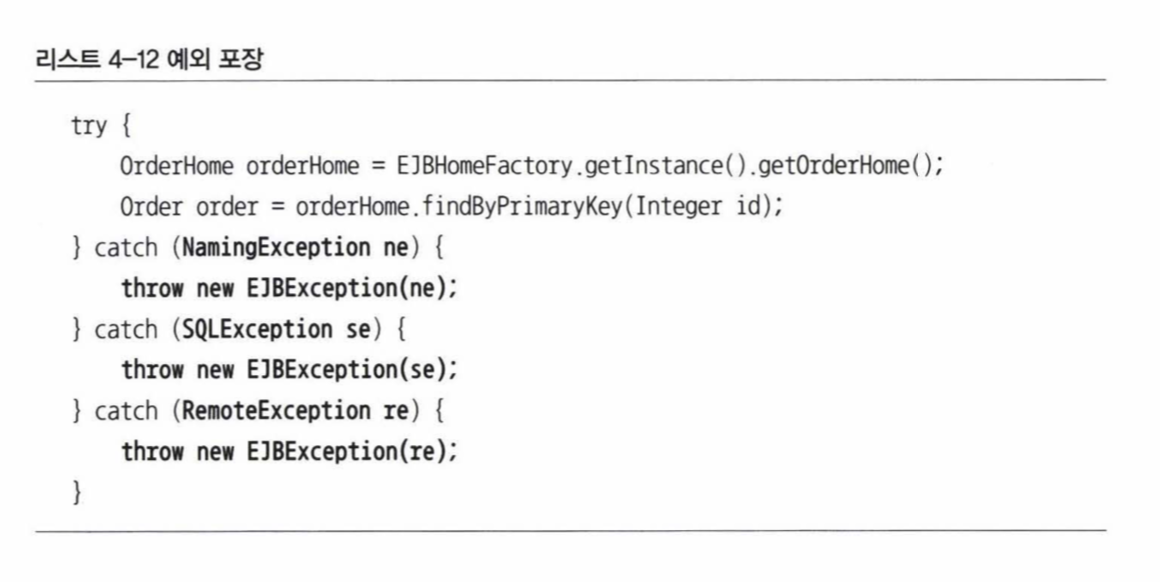 리스트 4–12 예외 포장
try {
    OrderHome orderHome = EJBHomeFactory.getInstance().getOrderHome();
    Order order = orderHome.findByPrimaryKey(Integer id);
} catch (NamingException ne) {
    throw new EJBException(ne);
} catch (SQLException se) {
    throw new EJBException(se);
} catch (RemoteException re) {
    throw new EJBException(re);
}